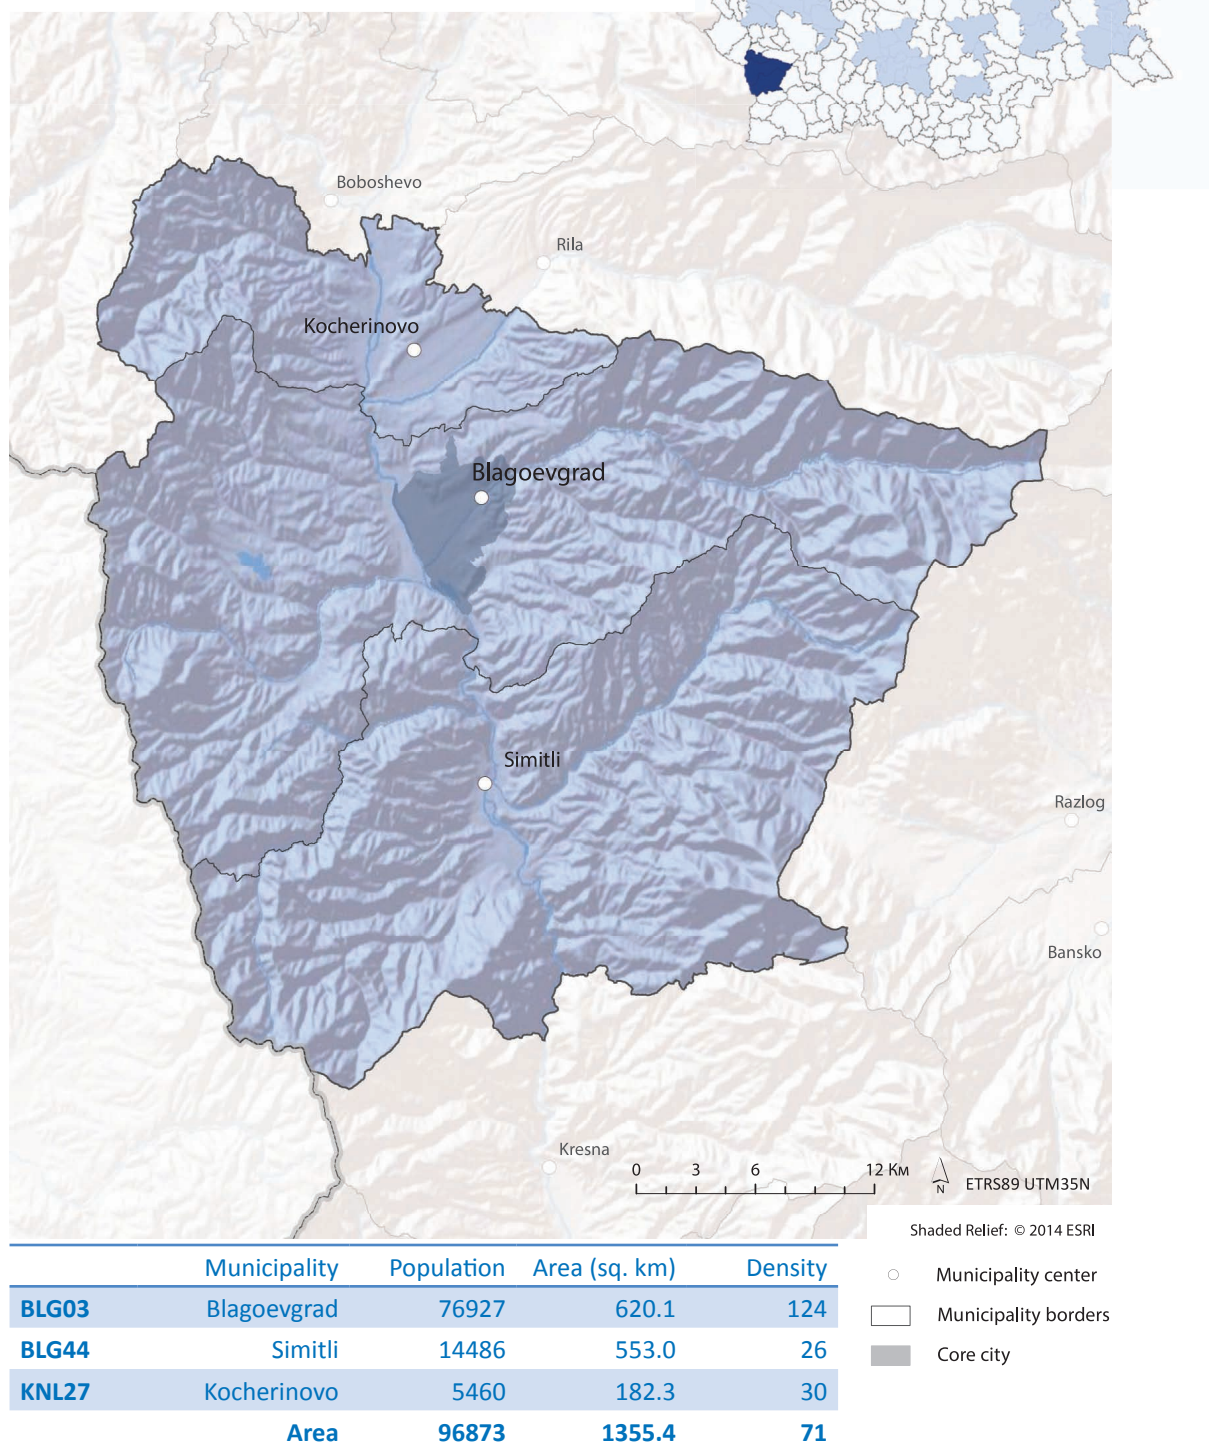 Boboshevo
Rila
Kocherinovo
Blagoevgrad
Simitli
Razlog
Bansko
Kresna
0 3 6 12 Км
N
ETRS89 UTM35N
Shaded Relief: © 2014 ESRI
Municipality center
Municipality borders
Core city
Municipality Population Area (sq. km) Density
BLG03 Blagoevgrad 76927 620.1 124
BLG44 Simitli 14486 553.0 26
KNL27 Kocherinovo 5460 182.3 30
Area 96873 1355.4 71